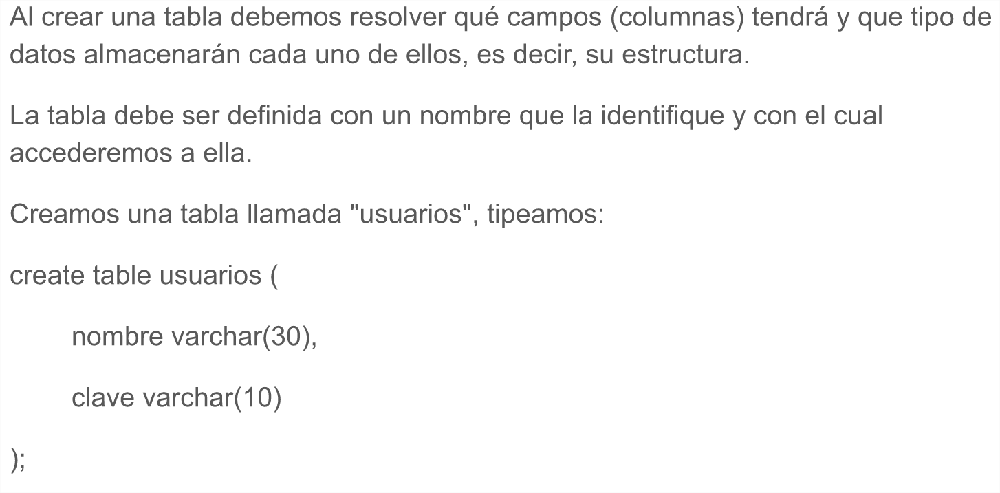 Al crear una tabla debemos resolver qué campos (columnas) tendrá y que tipo de
datos almacenarán cada uno de ellos, es decir, su estructura.
La tabla debe ser definida con un nombre que la identifique y con el cual
accederemos a ella.
Creamos una tabla llamada "usuarios", tipeamos:
create table usuarios (
nombre varchar(30),
clave varchar(10)
);